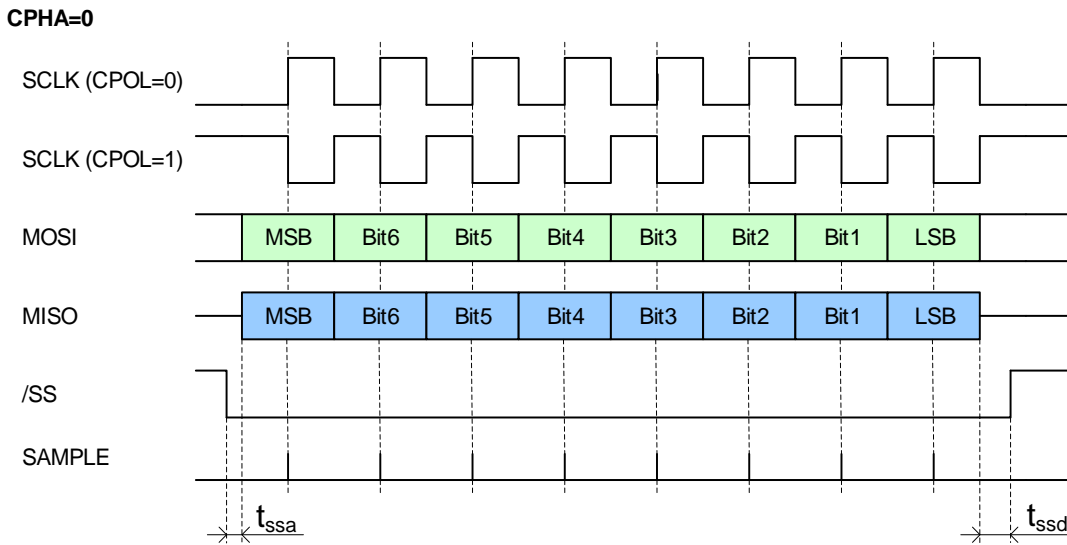 CPHA=0
SCLK (CPOL=0)
SCLK (CPOL=1)
MOSI MSB Bit6 Bit5 Bit4 Bit3 Bit2 Bit1 LSB
MISO MSB Bit6 Bit5 Bit4 Bit3 Bit2 Bit1 LSB
/SS
SAMPLE
tssa tssd